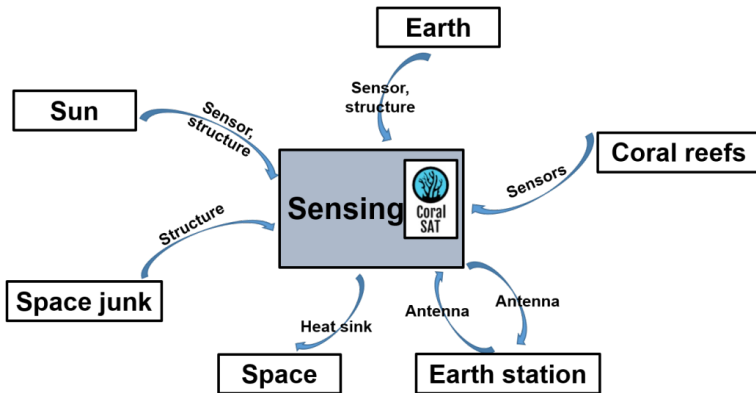 Earth
Sun
Sensor,
structure
Sensor,
structure
Coral reefs
Sensing
Coral
SAT
Sensors
Structure
Space junk
Heat sink
Antenna
Antenna
Space
Earth station